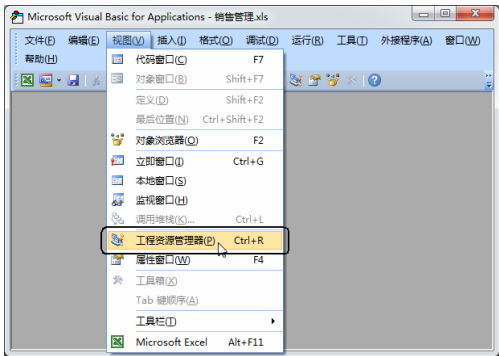 Microsoft Visual Basic for Applications - 销售管理.xls
文件(F) 编辑(E) 视图(V) 插入(I) 格式(O) 调试(D) 运行(R) 工具(T) 外接程序(A) 窗口(W)
帮助(H)
代码窗口(C) F7
对象窗口(B) Shift+F7
定义(D) Shift+F2
最后位置(N) Ctrl+Shift+F2
对象浏览器(O) F2
立即窗口(I) Ctrl+G
本地窗口(S)
监视窗口(H)
调用堆栈(K)... Ctrl+L
工程资源管理器(P) Ctrl+R
属性窗口(W) F4
工具箱(X)
Tab 键顺序(A)
工具栏(T)
Microsoft Excel Alt+F11